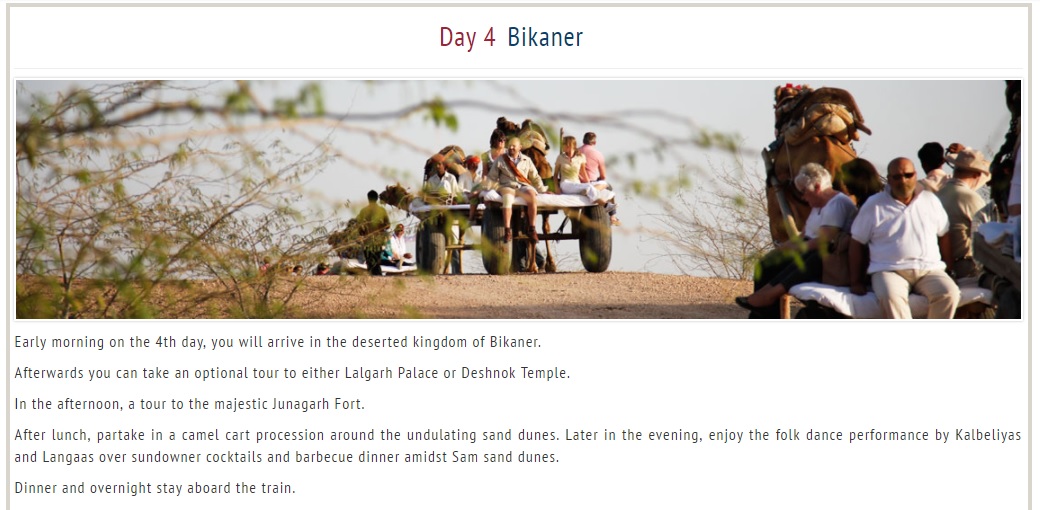 Day 4 Bikaner
Early morning on the 4th day, you will arrive in the deserted kingdom of Bikaner.
Afterwards you can take an optional tour to either Lalgarh Palace or Deshnok Temple.
In the afternoon, a tour to the majestic Junagarh Fort.
After lunch, partake in a camel cart procession around the undulating sand dunes. Later in the evening, enjoy the folk dance performance by Kalbeliyas
and Langaas over sundowner cocktails and barbecue dinner amidst Sam sand dunes.
Dinner and overnight stay aboard the train.